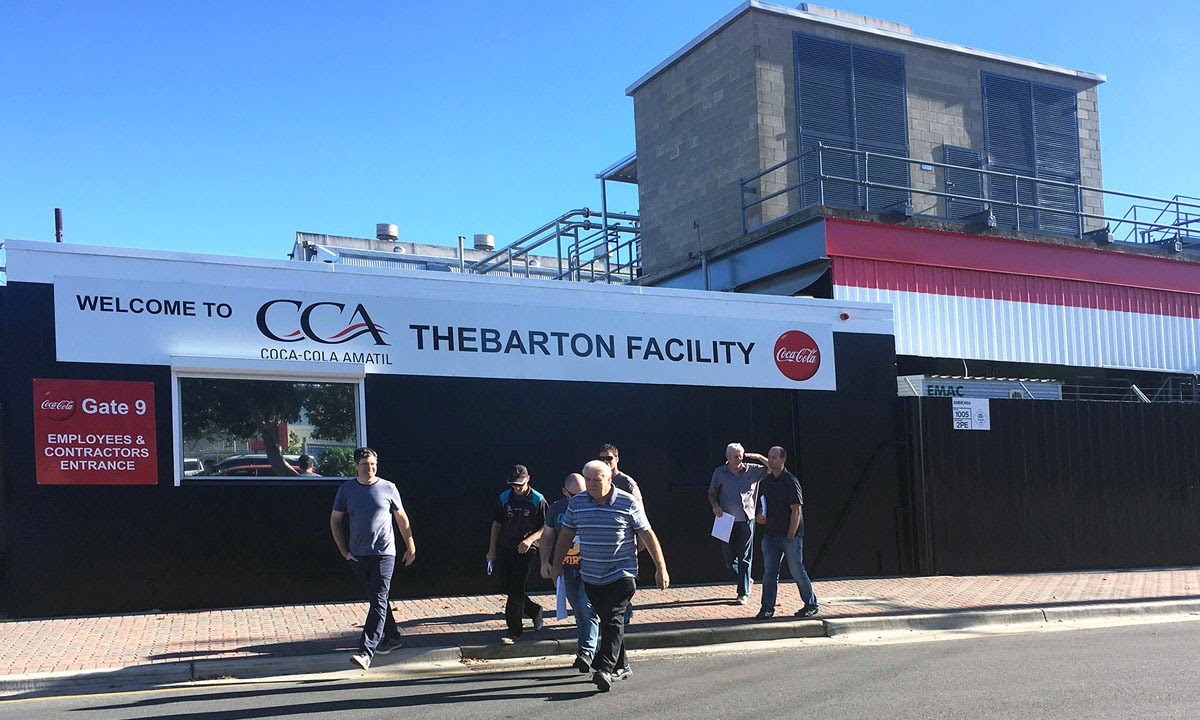 WELCOME TO
CCA
COCA-COLA AMATIL
THEBARTON FACILITY
Coca-Cola
Coca-Cola
Gate 9
EMPLOYEES &
CONTRACTORS
ENTRANCE
EMAC
AMMONIA
1005
2PE